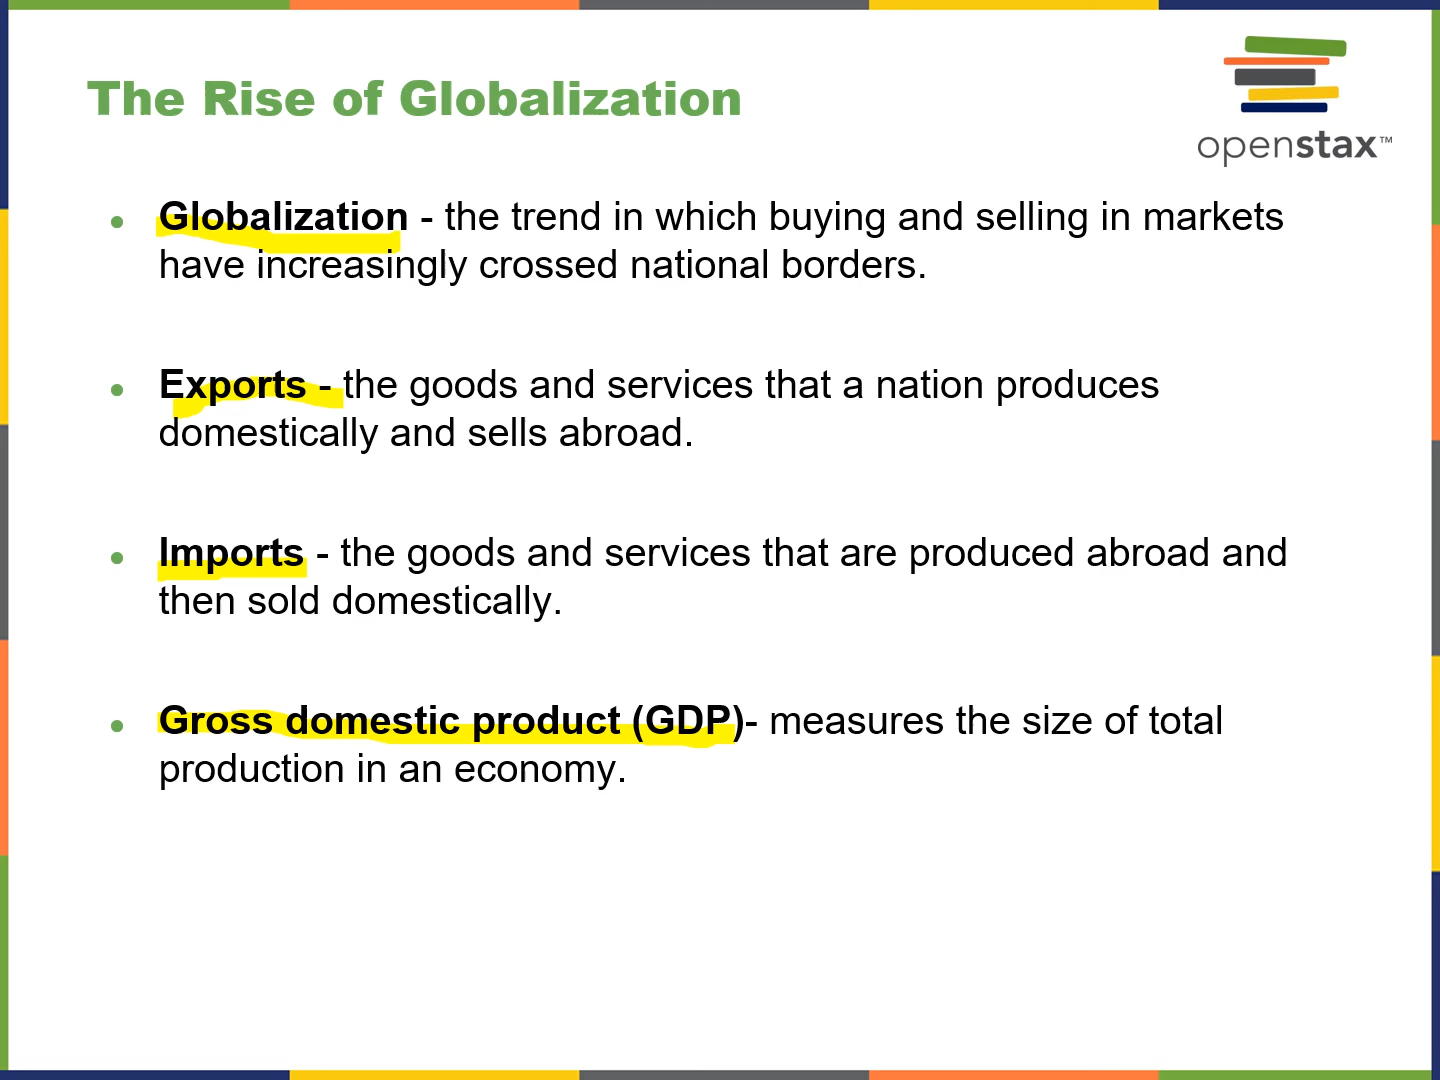 The Rise of Globalization
openstax™
Globalization - the trend in which buying and selling in markets
have increasingly crossed national borders.
Exports - the goods and services that a nation produces
domestically and sells abroad.
Imports - the goods and services that are produced abroad and
then sold domestically.
Gross domestic product (GDP)- measures the size of total
production in an economy.